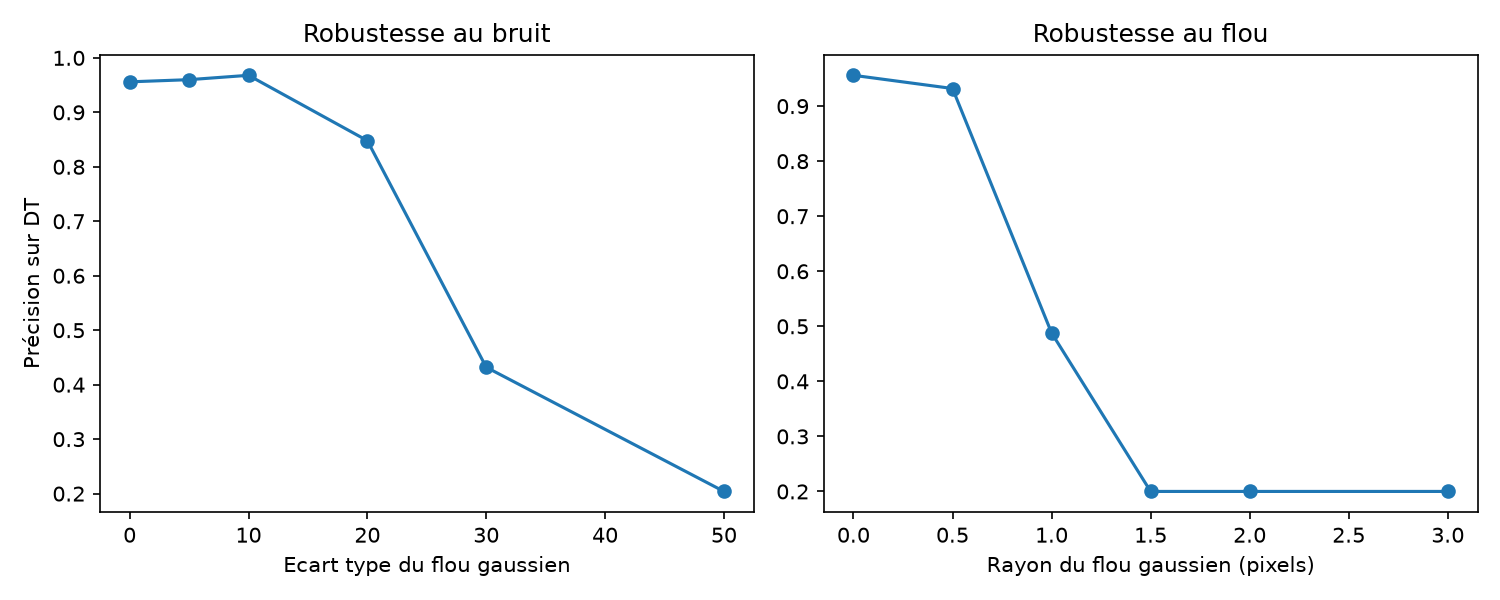 Robustesse au bruit
Robustesse au flou
Précision sur DT
1.0
0.9
0.8
0.7
0.6
0.5
0.4
0.3
0.2
0 10 20 30 40 50
Ecart type du flou gaussien
0.9
0.8
0.7
0.6
0.5
0.4
0.3
0.2
0.0 0.5 1.0 1.5 2.0 2.5 3.0
Rayon du flou gaussien (pixels)